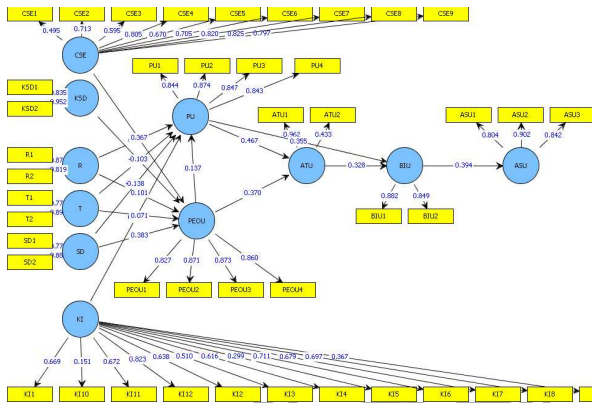 CSE1 CSE2 CSE3 CSE4 CSE5 CSE6 CSE7 CSE8 CSE9
0.495 0.713 0.595 0.805 0.670 0.705 0.820 0.825 0.797
CSE
PU1 PU2 PU3 PU4
0.844 0.874 0.847 0.843
KSD1
KSD2
0.952
KSD
PU
ATU1 ATU2
0.962 0.433
0.355
ASU1 ASU2 ASU3
0.804 0.902 0.842
0.367
0.467
R1
R2
0.819
R
-0.103
0.137
ATU
0.328
BIU
0.394
ASU
-0.138
0.101
0.370
T1
T2
T
0.071
PEOU
0.882 0.849
BIU1 BIU2
SD1
SD2
SD
0.383
0.827 0.871 0.873 0.860
PEOU1 PEOU2 PEOU3 PEOU4
KI
0.669 0.151 0.672 0.823 0.638 0.510 0.616 0.299 0.711 0.679 0.697 0.367
KI1 KI10 KI11 KI12 KI2 KI3 KI4 KI5 KI6 KI7 KI8